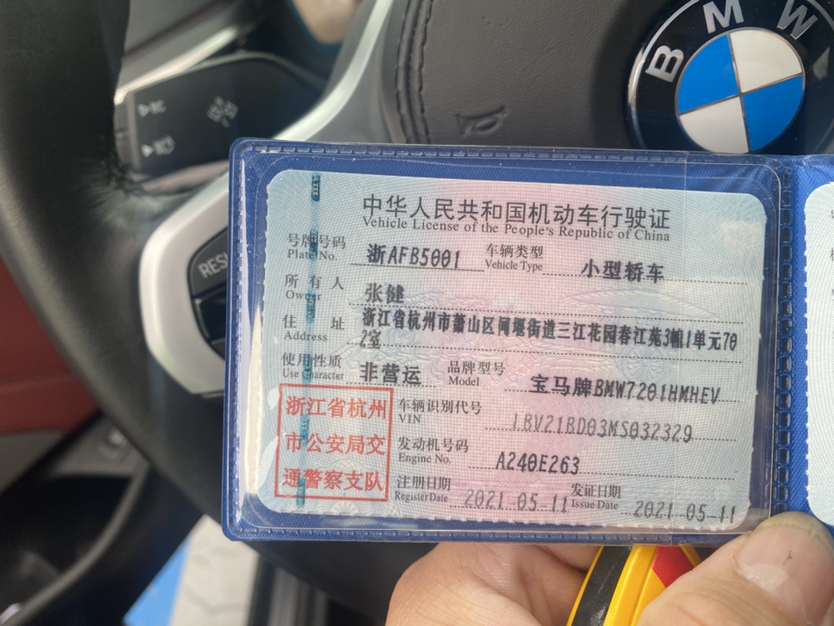 BMW
RES
中华人民共和国机动车行驶证
Vehicle License of the People's Republic of China
号牌号码 浙AFB5001 车辆类型 小型轿车
Plate No. Vehicle Type
所有人 张健
Owner
住址 浙江省杭州市萧山区闻堰街道三江花园春江苑3幢1单元70
Address 2室
使用性质 非营运 品牌型号 宝马牌BMW7201HMHEV
Use Character Model
浙江省杭州 车辆识别代号 LBV21BD03MS032329
市公安局交 VIN
通警察支队 发动机号码 A240E263
Engine No.
注册日期 2021-05-11 发证日期 2021-05-11
Register Date Issue Date